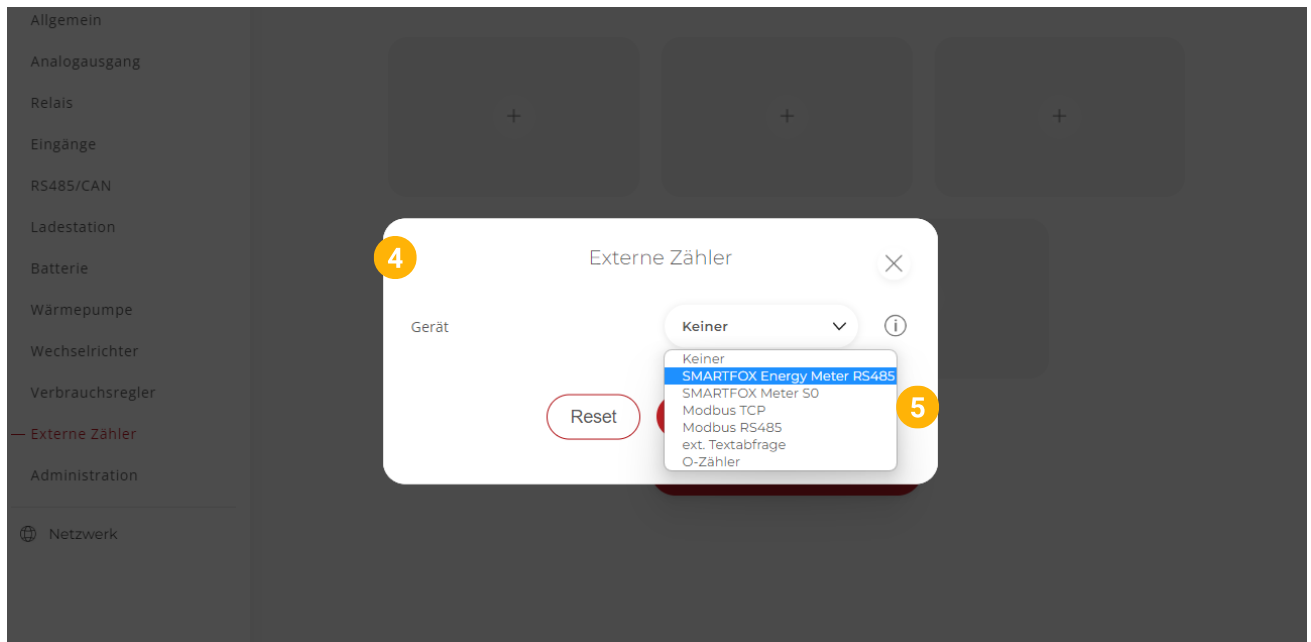 Allgemein
Analogausgang
Relais
Eingänge
RS485/CAN
Ladestation
Batterie
Wärmepumpe
Wechselrichter
Verbrauchsregler
Externe Zähler
Administration
Netzwerk
+ + +
4
Externe Zähler
Gerät
Keiner
Keiner
SMARTFOX Energy Meter RS485
SMARTFOX Meter S0
Modbus TCP
Modbus RS485
ext. Textabfrage
O-Zähler
5
Reset